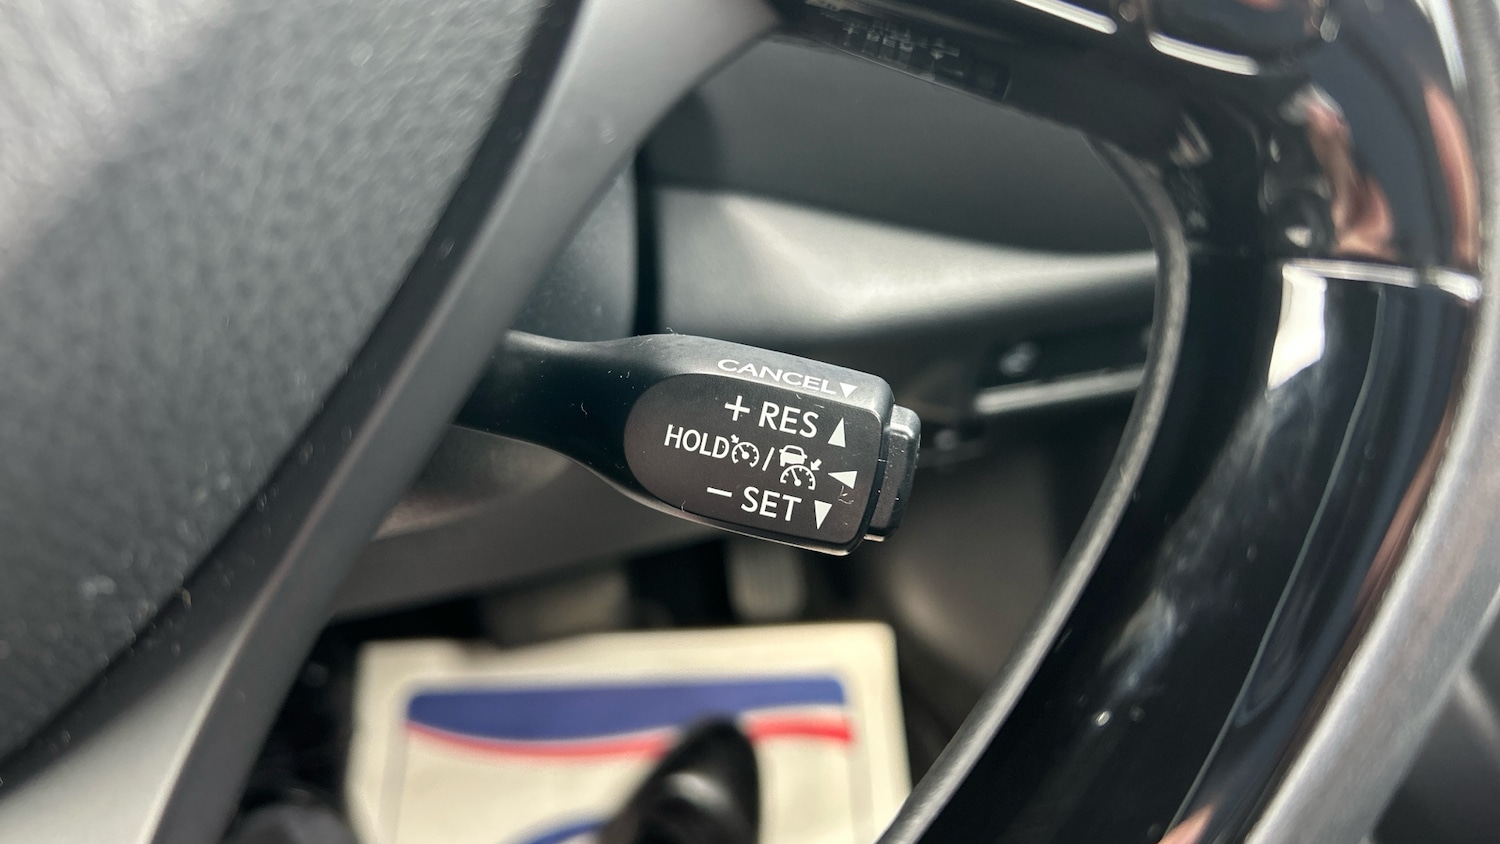 CANCEL▼
+ RES ▲
HOLD / ◀
− SET ▼